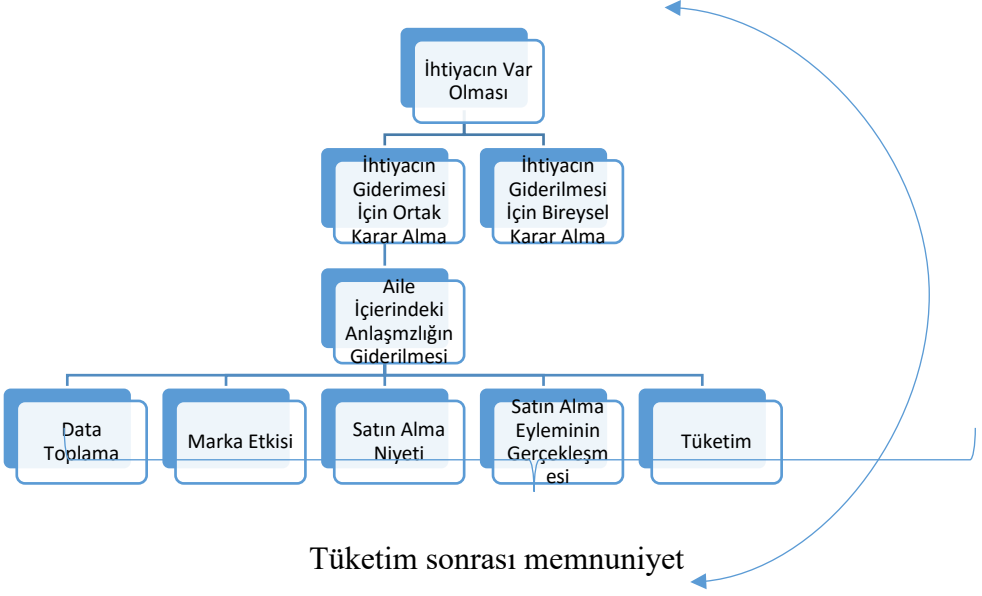 İhtiyacın Var
Olması
İhtiyacın
Giderimesi
İçin Ortak
Karar Alma
İhtiyacın
Giderilmesi
İçin Bireysel
Karar Alma
Aile
İçierindeki
Anlaşmzlığın
Giderilmesi
Data
Toplama
Marka Etkisi
Satın Alma
Niyeti
Satın Alma
Eyleminin
Gerçekleşm
esi
Tüketim
Tüketim sonrası memnuniyet